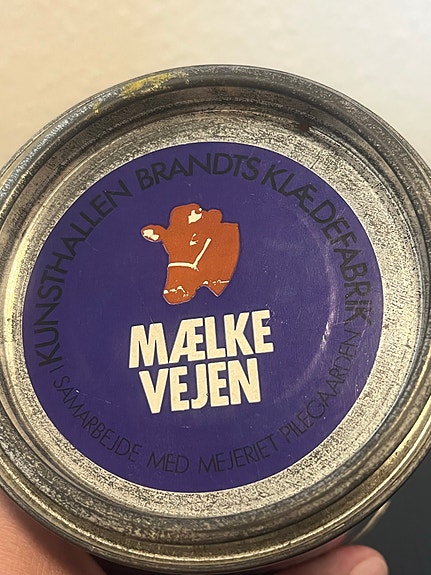 KUNSTHALLEN BRANDTS KLÆDEFABRIK
MÆLKE
VEJEN
I SAMARBEJDE MED MEJERIET PILEGAARDEN